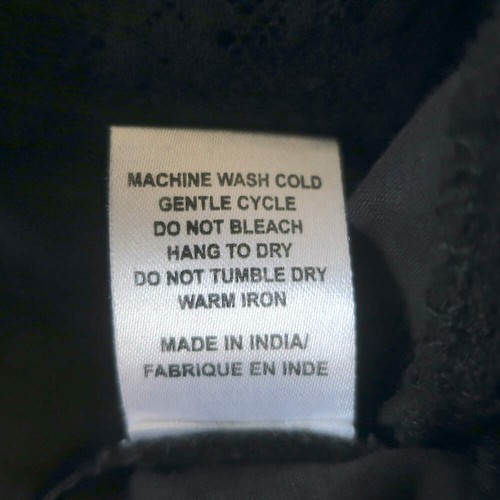 MACHINE WASH COLD
GENTLE CYCLE
DO NOT BLEACH
HANG TO DRY
DO NOT TUMBLE DRY
WARM IRON
MADE IN INDIA/
FABRIQUE EN INDE